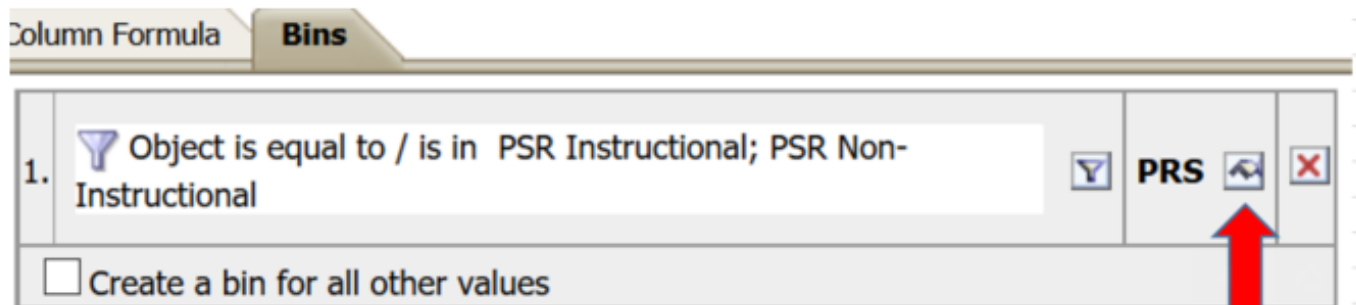 Column Formula Bins
1. Object is equal to / is in PSR Instructional; PSR Non-
Instructional PRS
Create a bin for all other values